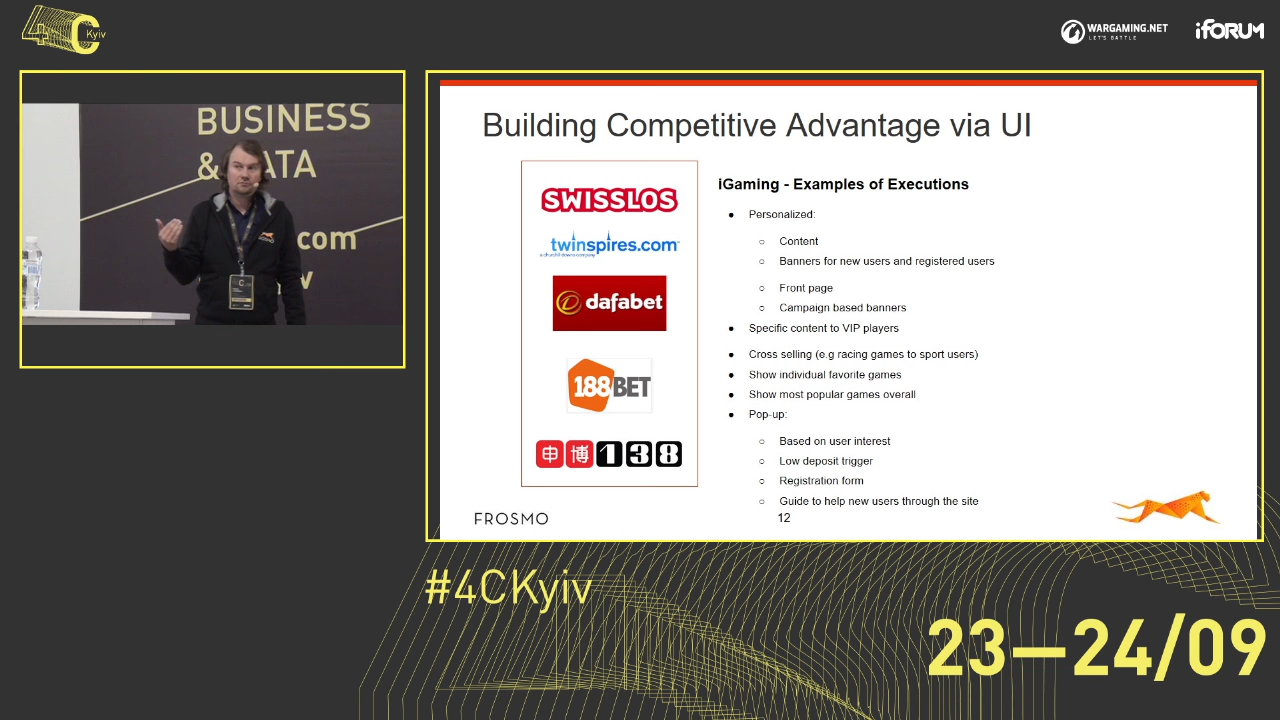 4C Kyiv
WARGAMING.NET
LET'S BATTLE
iFORUM
BUSINESS
& DATA
com
Building Competitive Advantage via UI
SWISSLOS
twinspires.com
a churchill downs company
dafabet
188BET
申博138
iGaming - Examples of Executions
● Personalized:
○ Content
○ Banners for new users and registered users
○ Front page
○ Campaign based banners
● Specific content to VIP players
● Cross selling (e.g racing games to sport users)
● Show individual favorite games
● Show most popular games overall
● Pop-up:
○ Based on user interest
○ Low deposit trigger
○ Registration form
○ Guide to help new users through the site
12
FROSMO
#4CKyiv
23—24/09